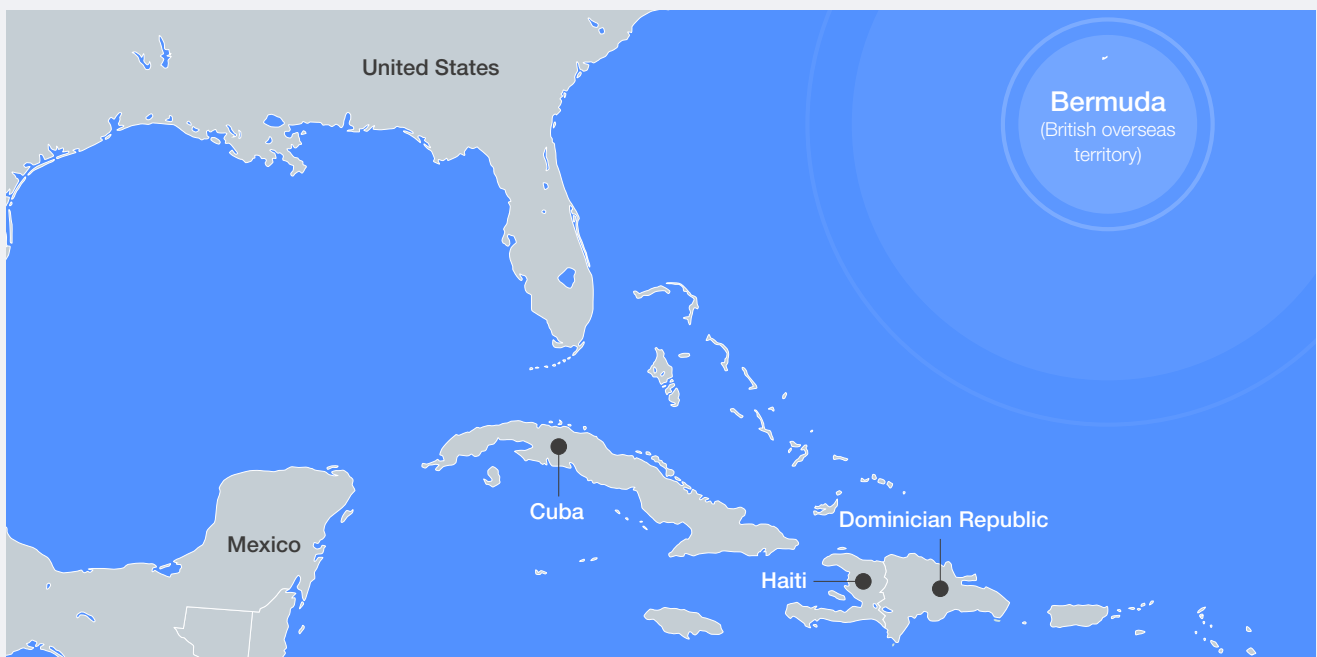 United States
Bermuda
(British overseas
territory)
Cuba
Dominician Republic
Mexico
Haiti